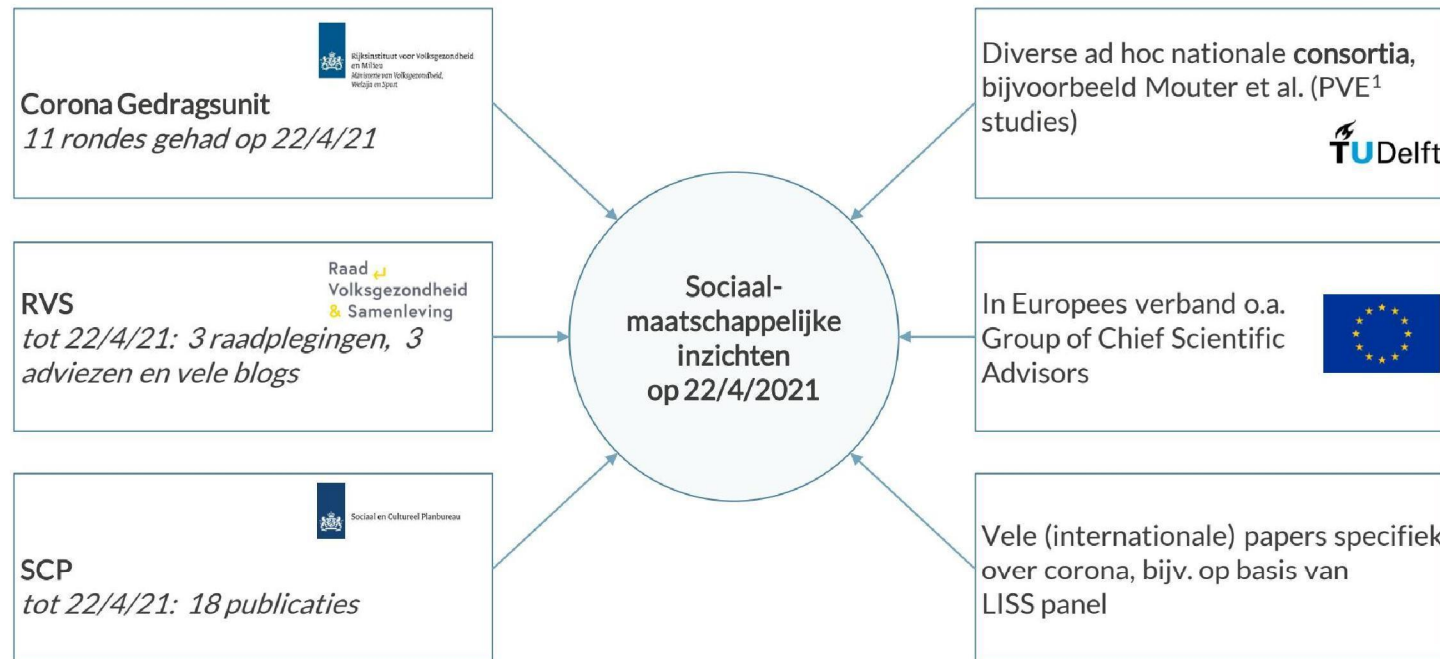 Rijksinstituut voor Volksgezondheid
en Milieu
Ministerie van Volksgezondheid,
Welzijn en Sport
Corona Gedragsunit
11 rondes gehad op 22/4/21
Raad
Volksgezondheid
& Samenleving
RVS
tot 22/4/21: 3 raadplegingen, 3
adviezen en vele blogs
Sociaal en Cultureel Planbureau
SCP
tot 22/4/21: 18 publicaties
Sociaal-
maatschappelijke
inzichten
op 22/4/2021
Diverse ad hoc nationale consortia,
bijvoorbeeld Mouter et al. (PVE¹
studies)
TUDelft
In Europees verband o.a.
Group of Chief Scientific
Advisors
Vele (internationale) papers specifiek
over corona, bijv. op basis van
LISS panel